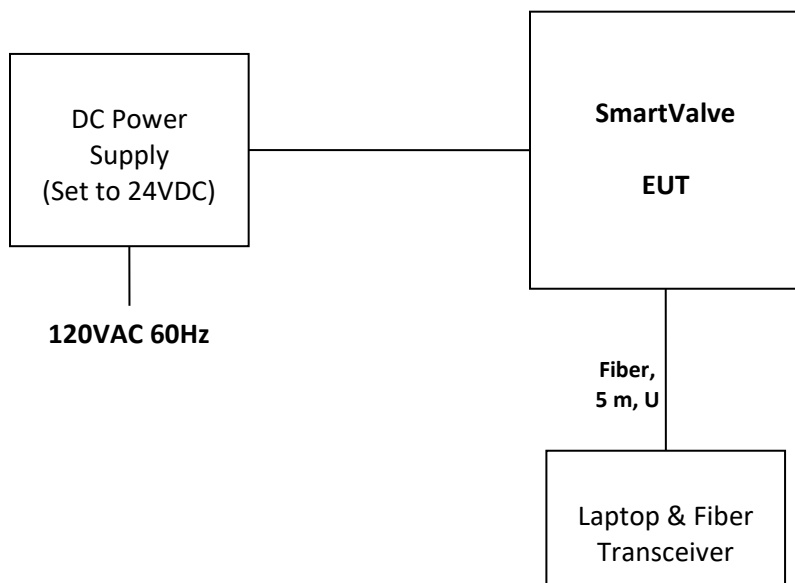 DC Power
Supply
(Set to 24VDC)
SmartValve
EUT
120VAC 60Hz
Fiber,
5 m, U
Laptop & Fiber
Transceiver